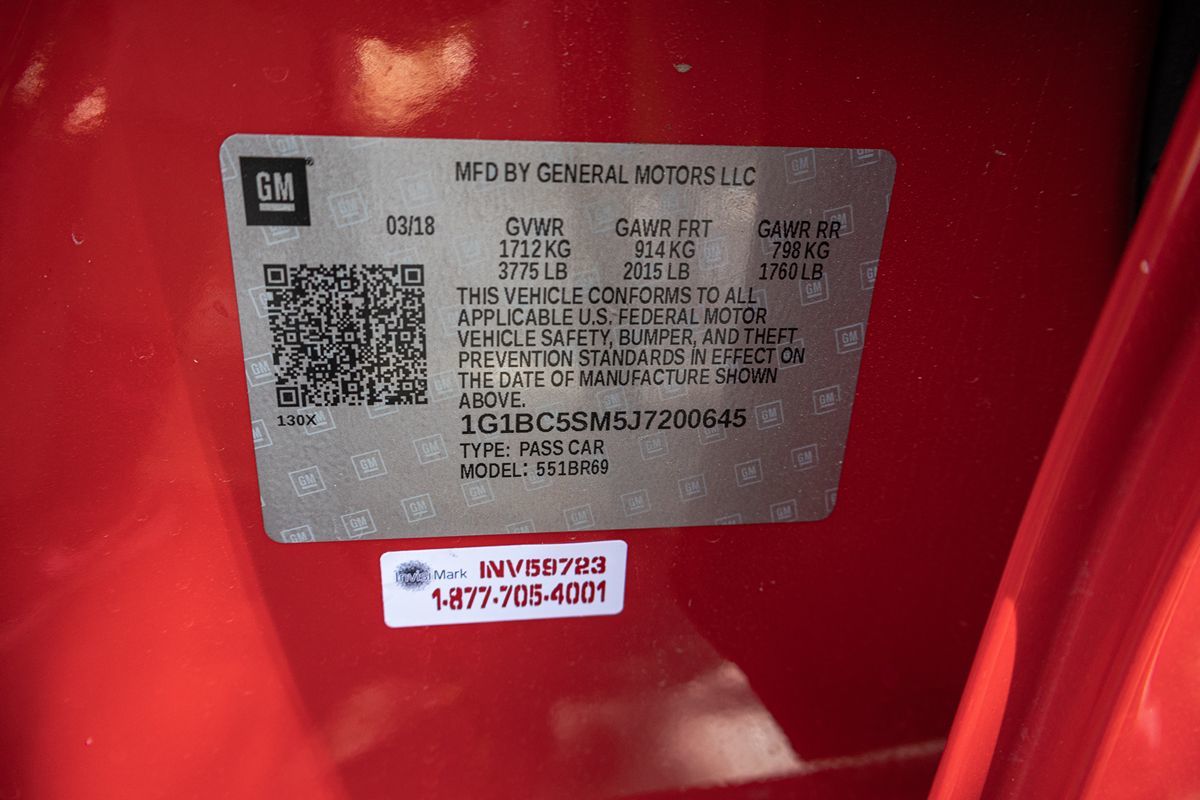 GM
MFD BY GENERAL MOTORS LLC
03/18 GVWR GAWR FRT GAWR RR
1712 KG 914 KG 798 KG
3775 LB 2015 LB 1760 LB
THIS VEHICLE CONFORMS TO ALL
APPLICABLE U.S. FEDERAL MOTOR
VEHICLE SAFETY, BUMPER, AND THEFT
PREVENTION STANDARDS IN EFFECT ON
THE DATE OF MANUFACTURE SHOWN
ABOVE.
130X
1G1BC5SM5J7200645
TYPE: PASS CAR
MODEL: 551BR69
InvisiMark INV59723
1-877-705-4001